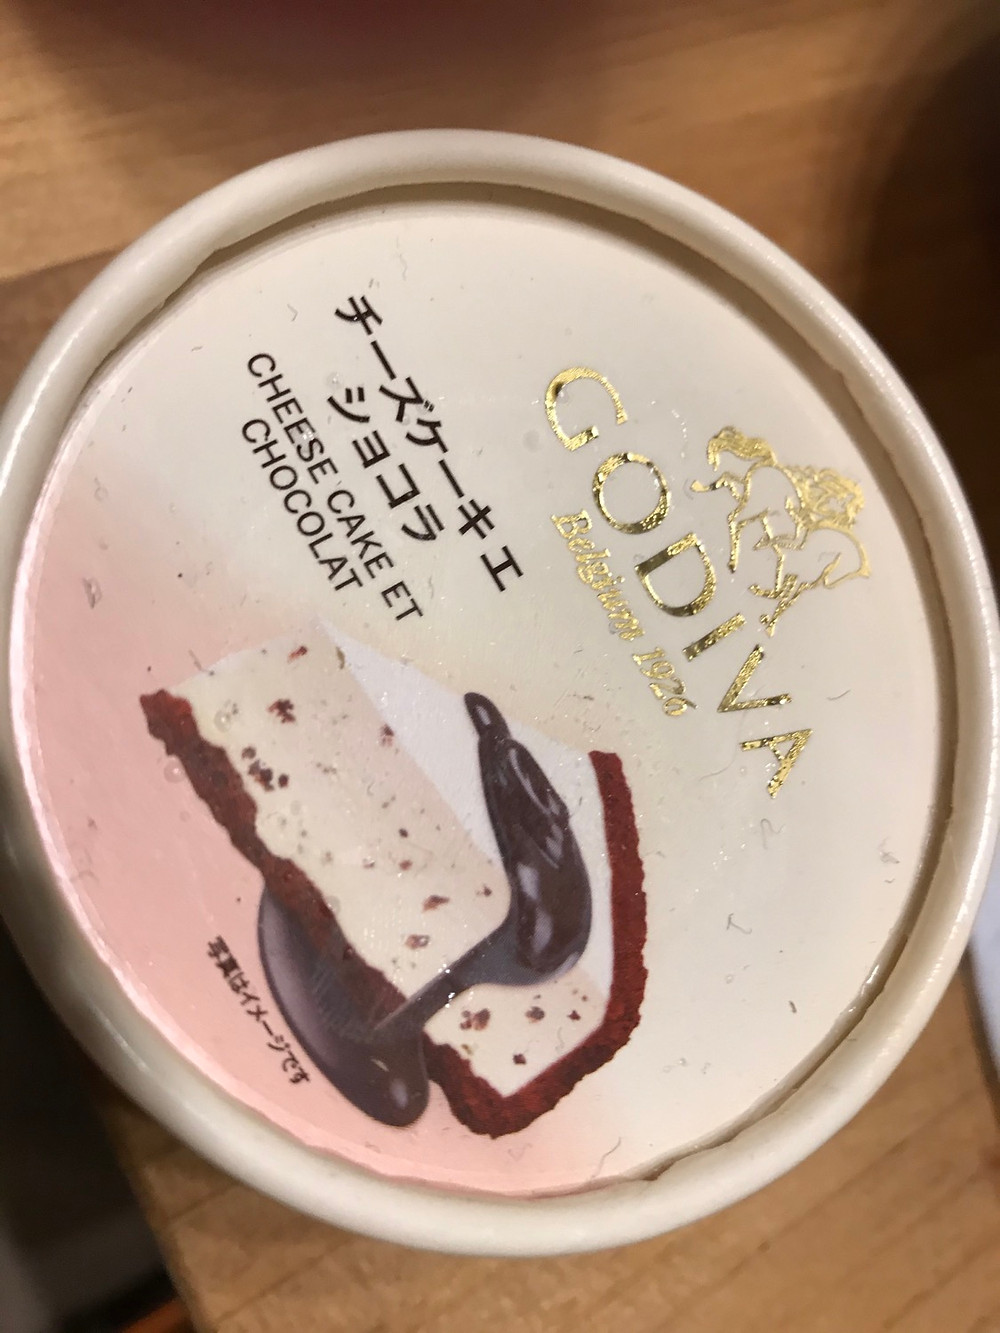 GODIVA
Belgium 1926
チーズケーキ エ
ショコラ
CHEESE CAKE ET
CHOCOLAT
写真はイメージです